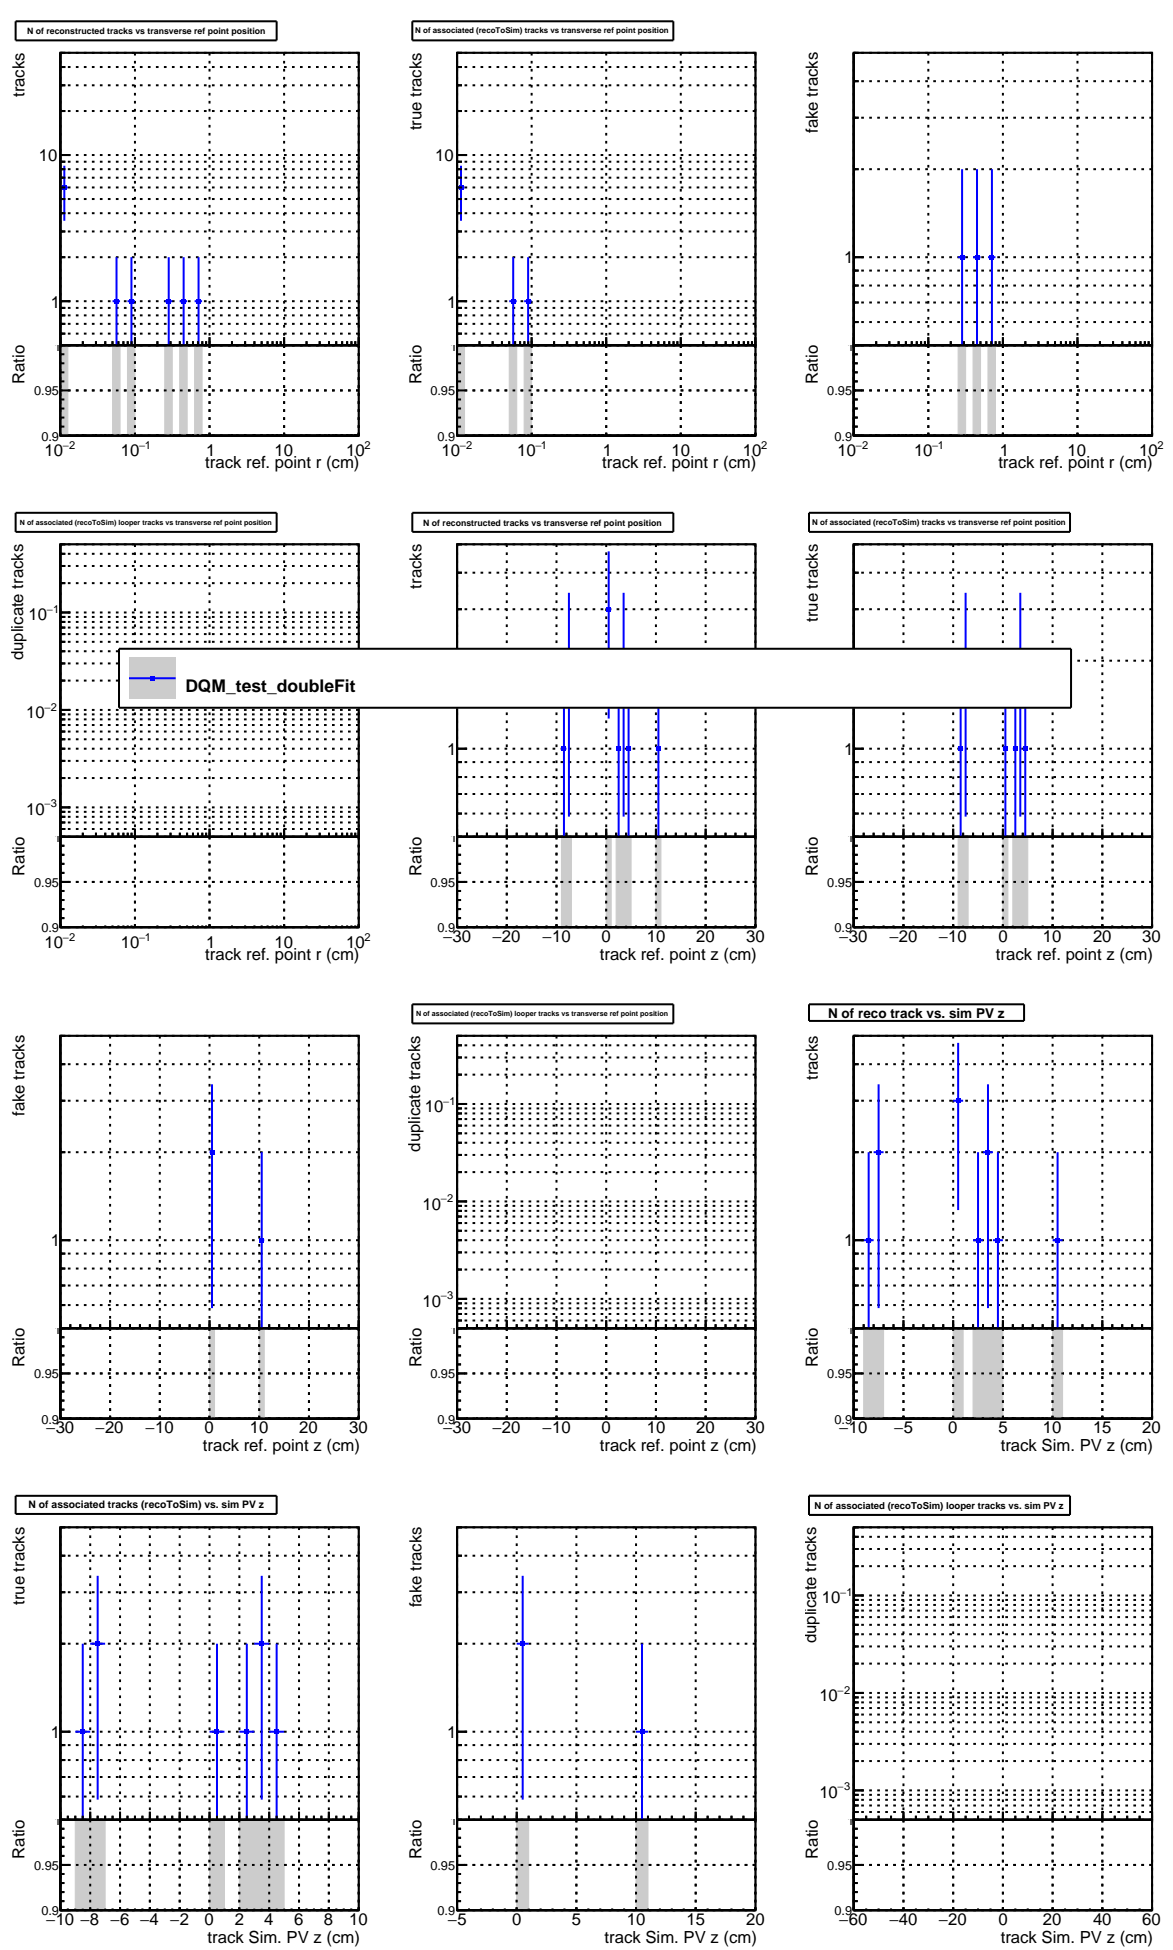 N of reconstructed tracks vs transverse ref point position
tracks
10
1
Ratio
0.95
0.9
10−2 10−1 1 10 102
track ref. point r (cm)
N of associated (recoToSim) tracks vs transverse ref point position
true tracks
10
1
Ratio
0.95
0.9
10−2 10−1 1 10 102
track ref. point r (cm)
fake tracks
1
Ratio
0.95
0.9
10−2 10−1 1 10 102
track ref. point r (cm)
N of associated (recoToSim) looper tracks vs transverse ref point position
duplicate tracks
10−1
10−2
10−3
Ratio
0.95
0.9
10−2 10−1 1 10 102
track ref. point r (cm)
N of reconstructed tracks vs transverse ref point position
tracks
1
Ratio
0.95
0.9
−30 −20 −10 0 10 20 30
track ref. point z (cm)
N of associated (recoToSim) tracks vs transverse ref point position
true tracks
1
Ratio
0.95
0.9
−30 −20 −10 0 10 20 30
track ref. point z (cm)
DQM_test_doubleFit
fake tracks
1
Ratio
0.95
0.9
−30 −20 −10 0 10 20 30
track ref. point z (cm)
N of associated (recoToSim) looper tracks vs transverse ref point position
duplicate tracks
10−1
10−2
10−3
Ratio
0.95
0.9
−30 −20 −10 0 10 20 30
track ref. point z (cm)
N of reco track vs. sim PV z
tracks
1
Ratio
0.95
0.9
−10 −5 0 5 10 15 20
track Sim. PV z (cm)
N of associated tracks (recoToSim) vs. sim PV z
true tracks
1
Ratio
0.95
0.9
−10 −8 −6 −4 −2 0 2 4 6 8 10
track Sim. PV z (cm)
fake tracks
1
Ratio
0.95
0.9
−5 0 5 10 15 20
track Sim. PV z (cm)
N of associated (recoToSim) looper tracks vs. sim PV z
duplicate tracks
10−1
10−2
10−3
Ratio
0.95
0.9
−60 −40 −20 0 20 40 60
track Sim. PV z (cm)